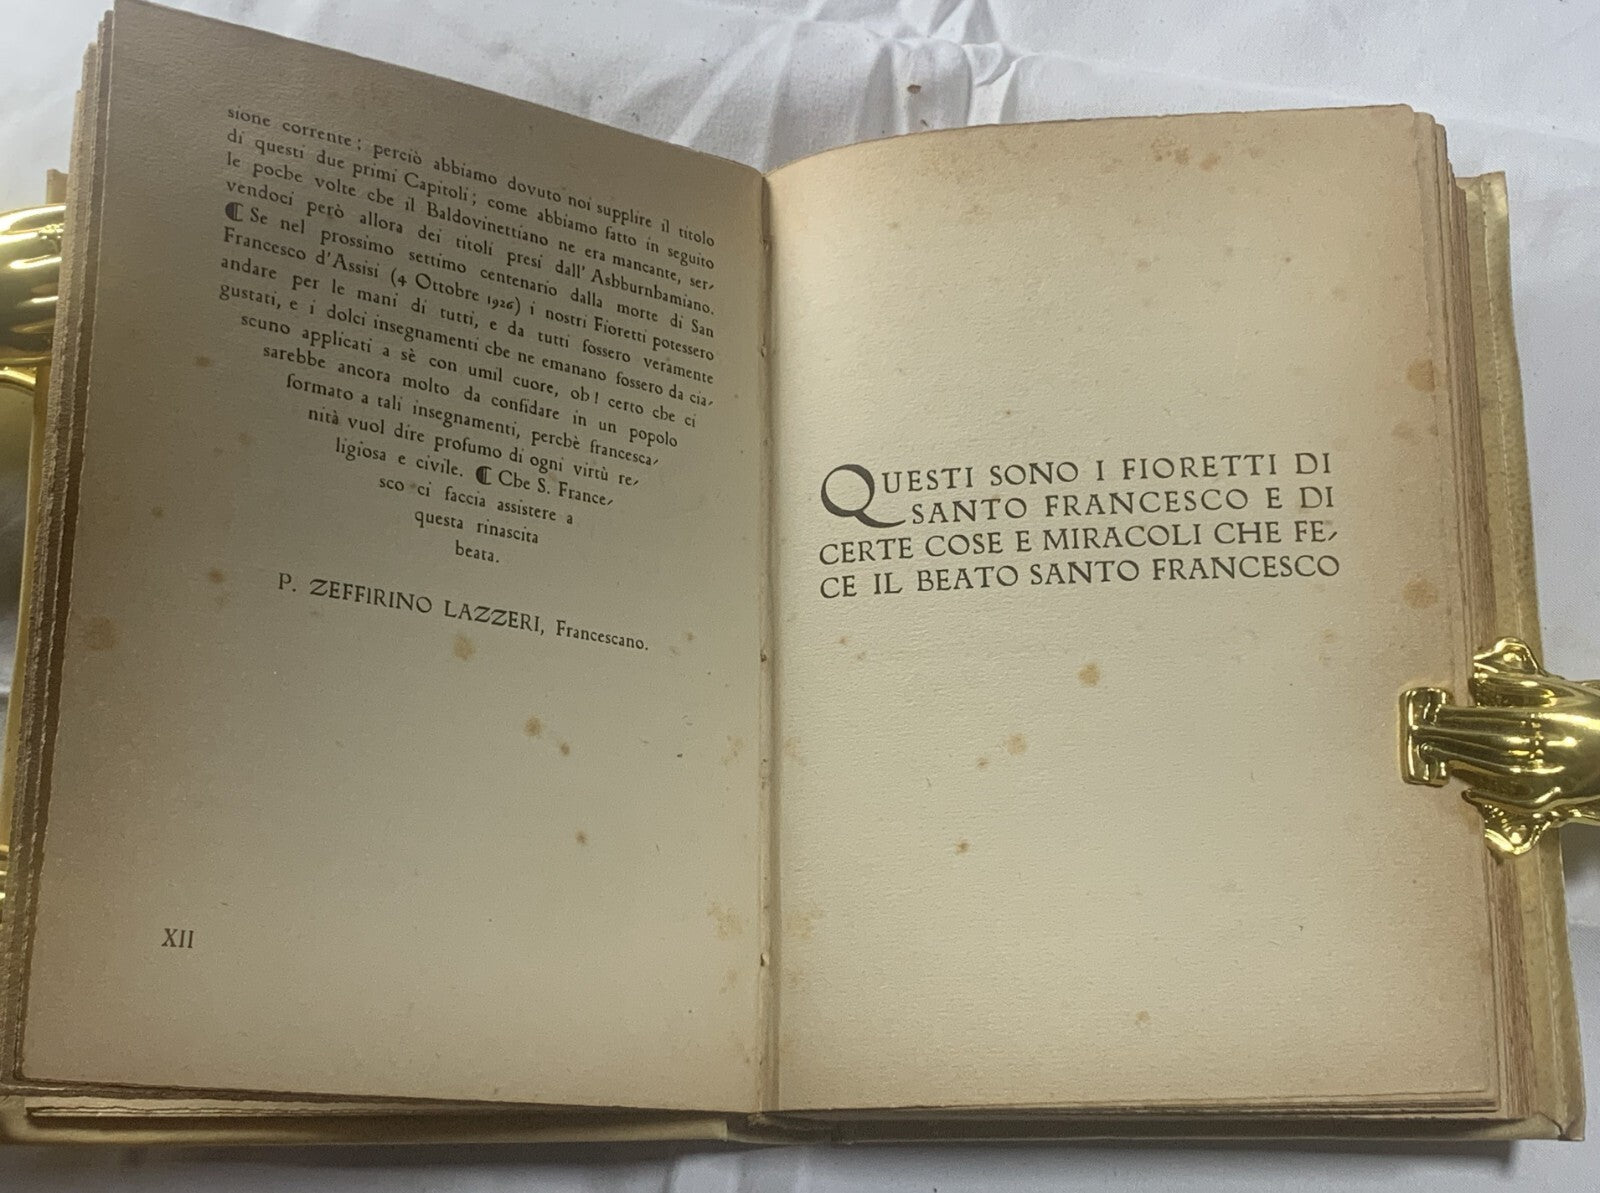 sione corrente; perciò abbiamo dovuto noi supplire il titolo
di questi due primi Capitoli; come abbiamo fatto in seguito
le poche volte che il Baldovinettiano ne era mancante, ser-
vendoci però allora dei titoli presi dall'Ashburnhamiano.
⸿ Se nel prossimo settimo centenario dalla morte di San
Francesco d'Assisi (4 Ottobre 1926) i nostri Fioretti potessero
andare per le mani di tutti, e da tutti fossero veramente
gustati, e i dolci insegnamenti che ne emanano fossero da cia-
scuno applicati a sè con umil cuore, oh! certo che ci
sarebbe ancora molto da confidare in un popolo
formato a tali insegnamenti, perchè francesca-
nità vuol dire profumo di ogni virtù re-
ligiosa e civile. ⸿ Che S. France-
sco ci faccia assistere a
questa rinascita
beata.
P. ZEFFIRINO LAZZERI, Francescano.
XII
QUESTI SONO I FIORETTI DI
SANTO FRANCESCO E DI
CERTE COSE E MIRACOLI CHE FE-
CE IL BEATO SANTO FRANCESCO